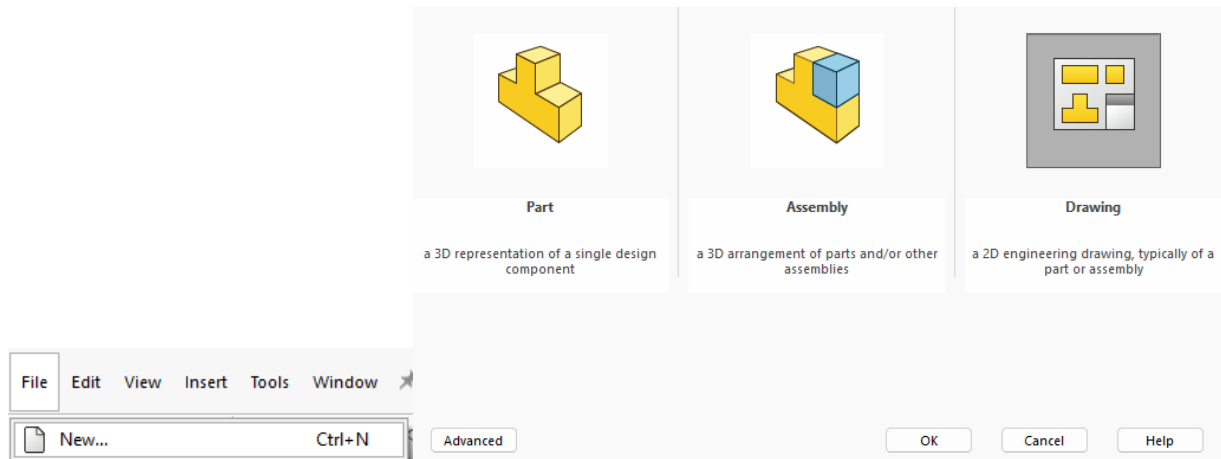 Part
a 3D representation of a single design
component
Assembly
a 3D arrangement of parts and/or other
assemblies
Drawing
a 2D engineering drawing, typically of a
part or assembly
File Edit View Insert Tools Window
New... Ctrl+N
Advanced OK Cancel Help